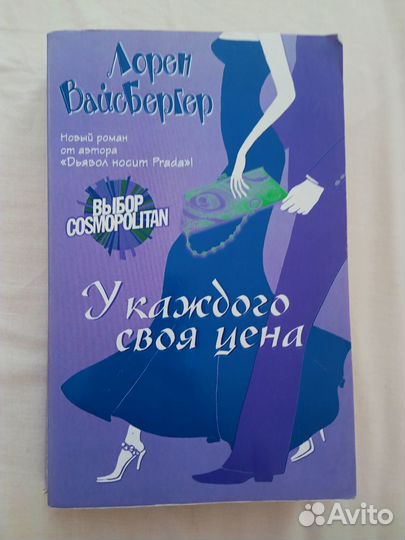 Лорен
Вайсбергер
Новый роман
от автора
«Дьявол носит Prada»!
ВЫБОР
COSMOPOLITAN
У каждого
своя цена
Avito